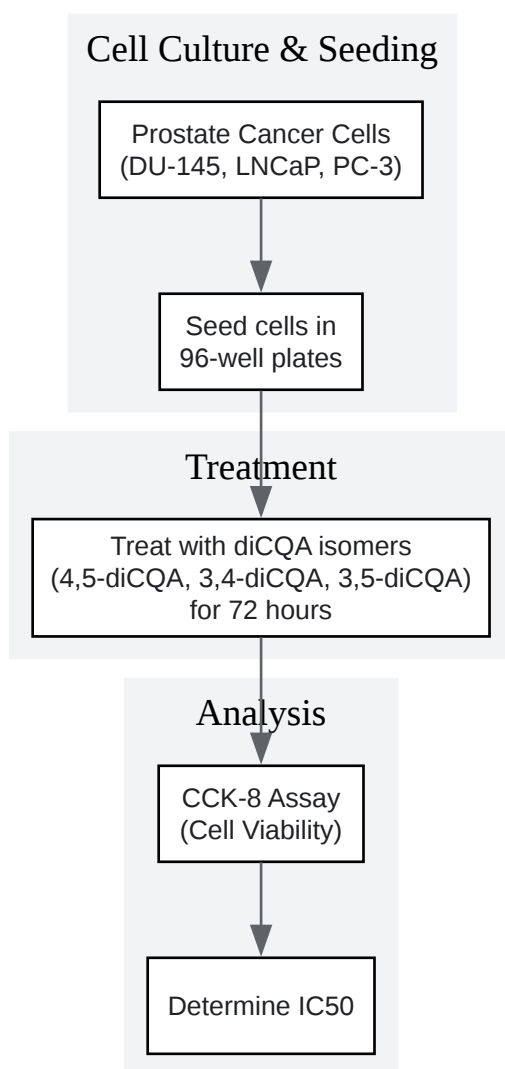 Cell Culture & Seeding
Prostate Cancer Cells
(DU-145, LNCaP, PC-3)
Seed cells in
96-well plates
Treatment
Treat with diCQA isomers
(4,5-diCQA, 3,4-diCQA, 3,5-diCQA)
for 72 hours
Analysis
CCK-8 Assay
(Cell Viability)
Determine IC50